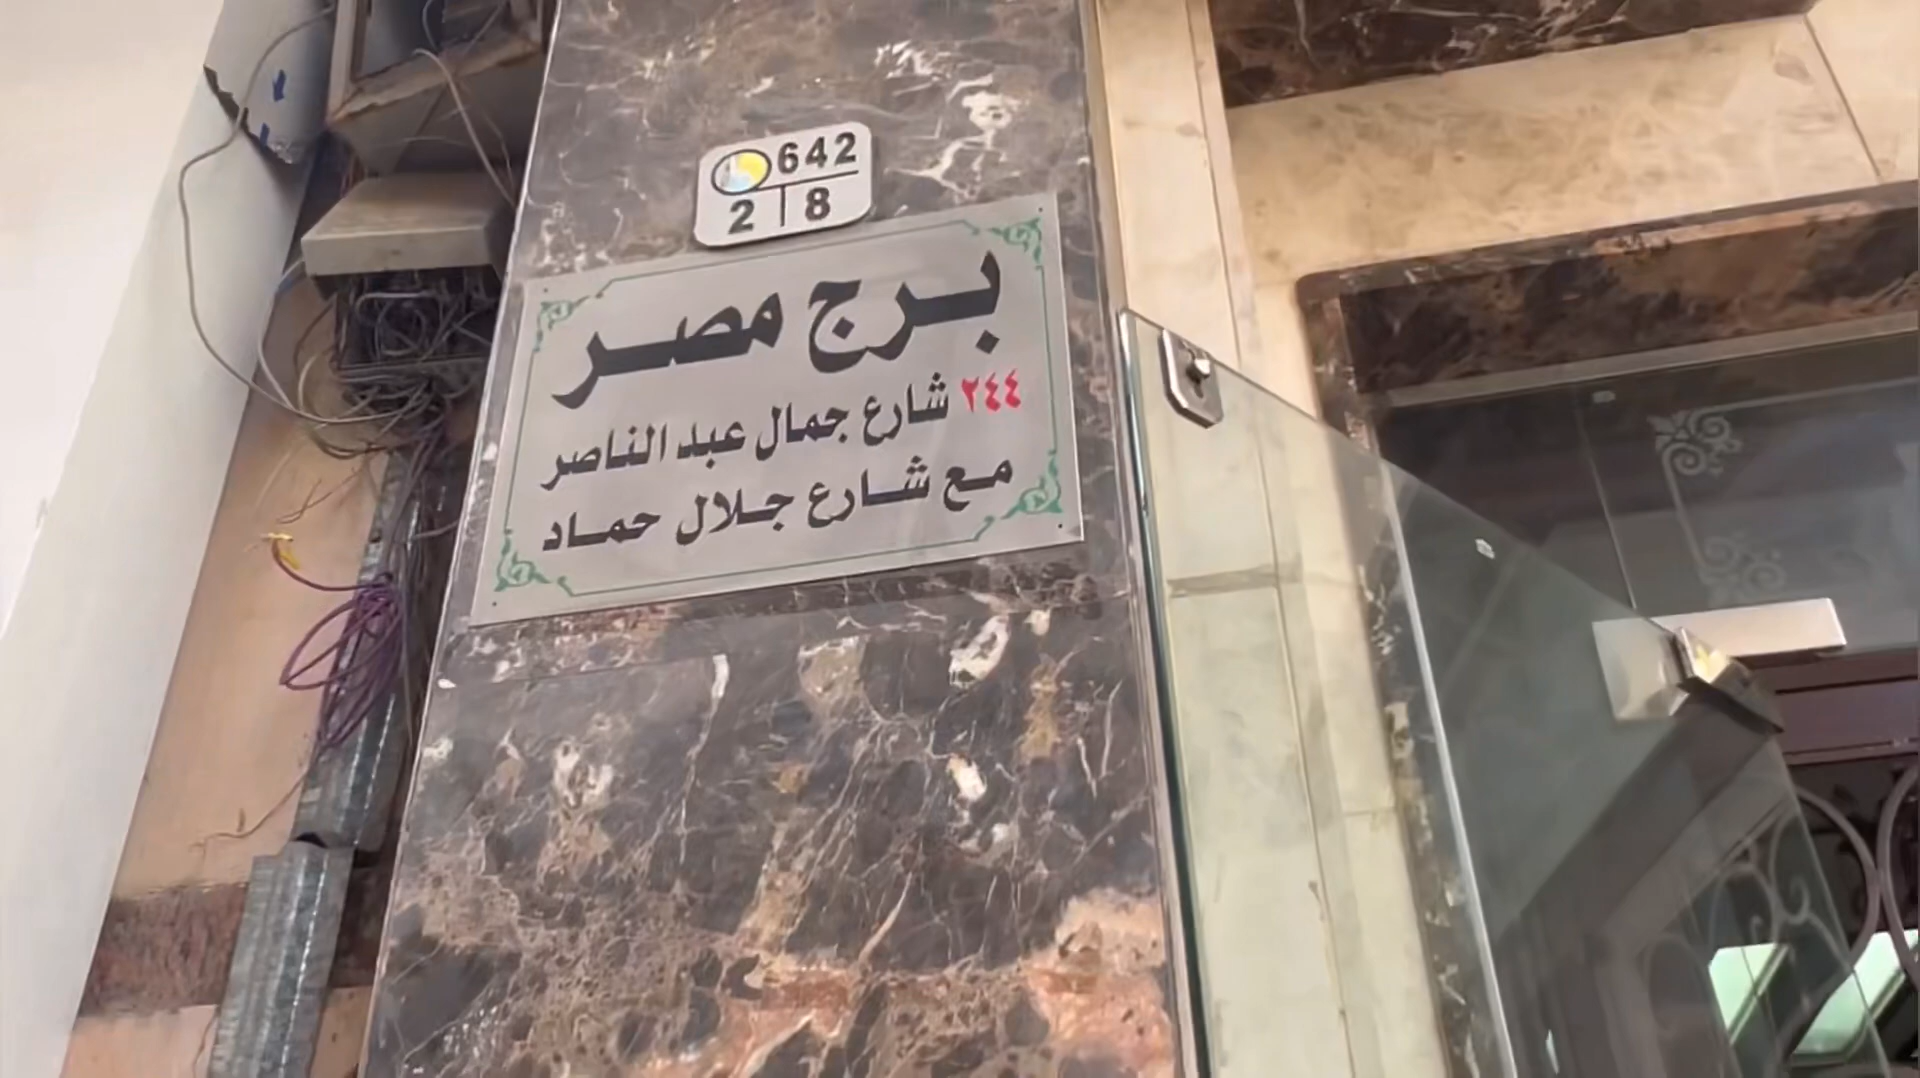 642
2 8
برج مصر
٢٤٤ شارع جمال عبد الناصر
مع شارع جلال حماد